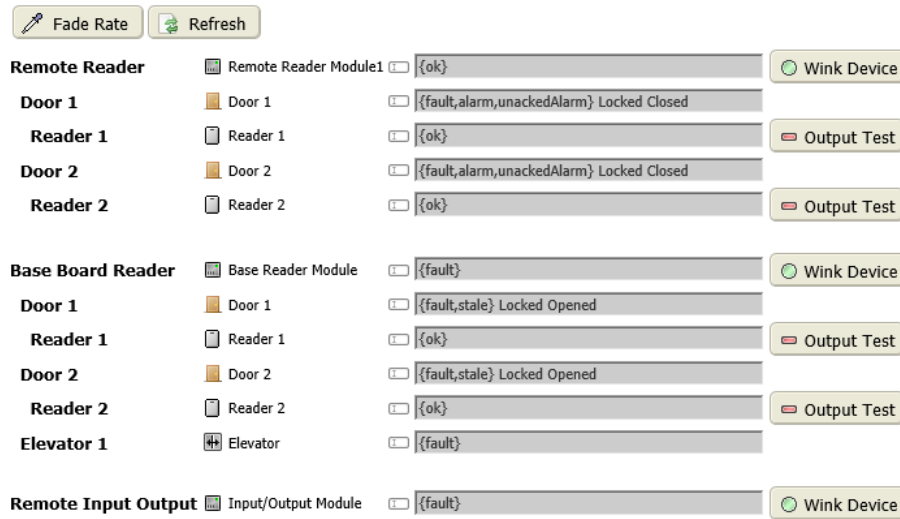 Fade Rate Refresh
Remote Reader Remote Reader Module1 {ok} Wink Device
Door 1 Door 1 {fault,alarm,unackedAlarm} Locked Closed
Reader 1 Reader 1 {ok} Output Test
Door 2 Door 2 {fault,alarm,unackedAlarm} Locked Closed
Reader 2 Reader 2 {ok} Output Test
Base Board Reader Base Reader Module {fault} Wink Device
Door 1 Door 1 {fault,stale} Locked Opened
Reader 1 Reader 1 {ok} Output Test
Door 2 Door 2 {fault,stale} Locked Opened
Reader 2 Reader 2 {ok} Output Test
Elevator 1 Elevator {fault}
Remote Input Output Input/Output Module {fault} Wink Device